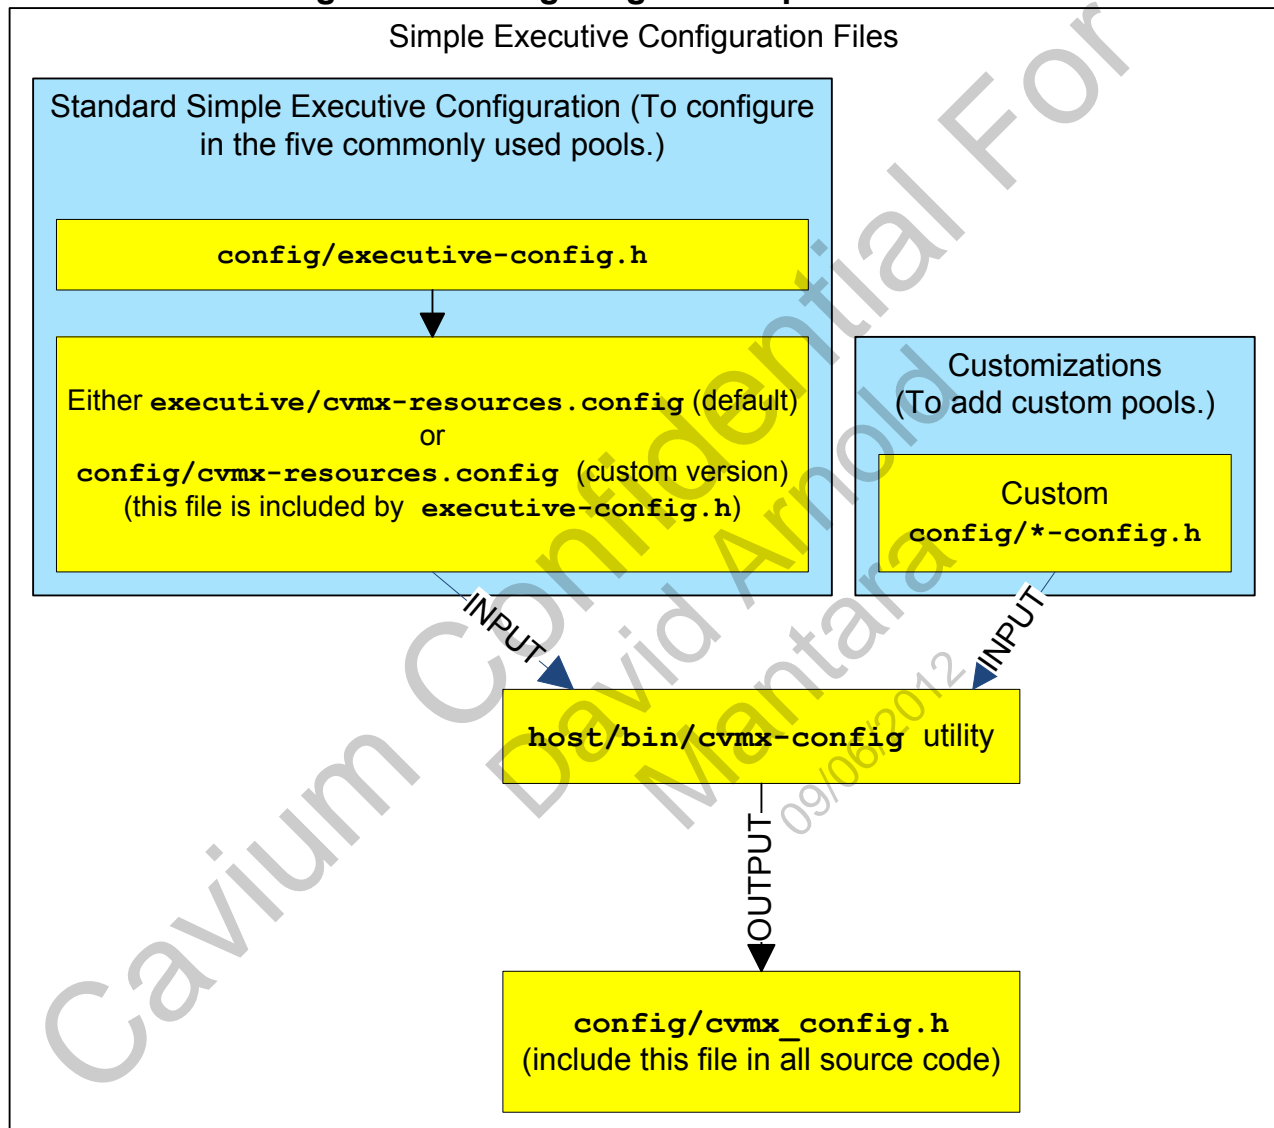 Simple Executive Configuration Files
Standard Simple Executive Configuration (To configure
in the five commonly used pools.)
config/executive-config.h
Either executive/cvmx-resources.config (default)
or
config/cvmx-resources.config (custom version)
(this file is included by executive-config.h)
Customizations
(To add custom pools.)
Custom
config/*-config.h
INPUT
INPUT
host/bin/cvmx-config utility
OUTPUT
config/cvmx_config.h
(include this file in all source code)
Cavium Confidential For
David Arnold
Mantara
09/06/2012